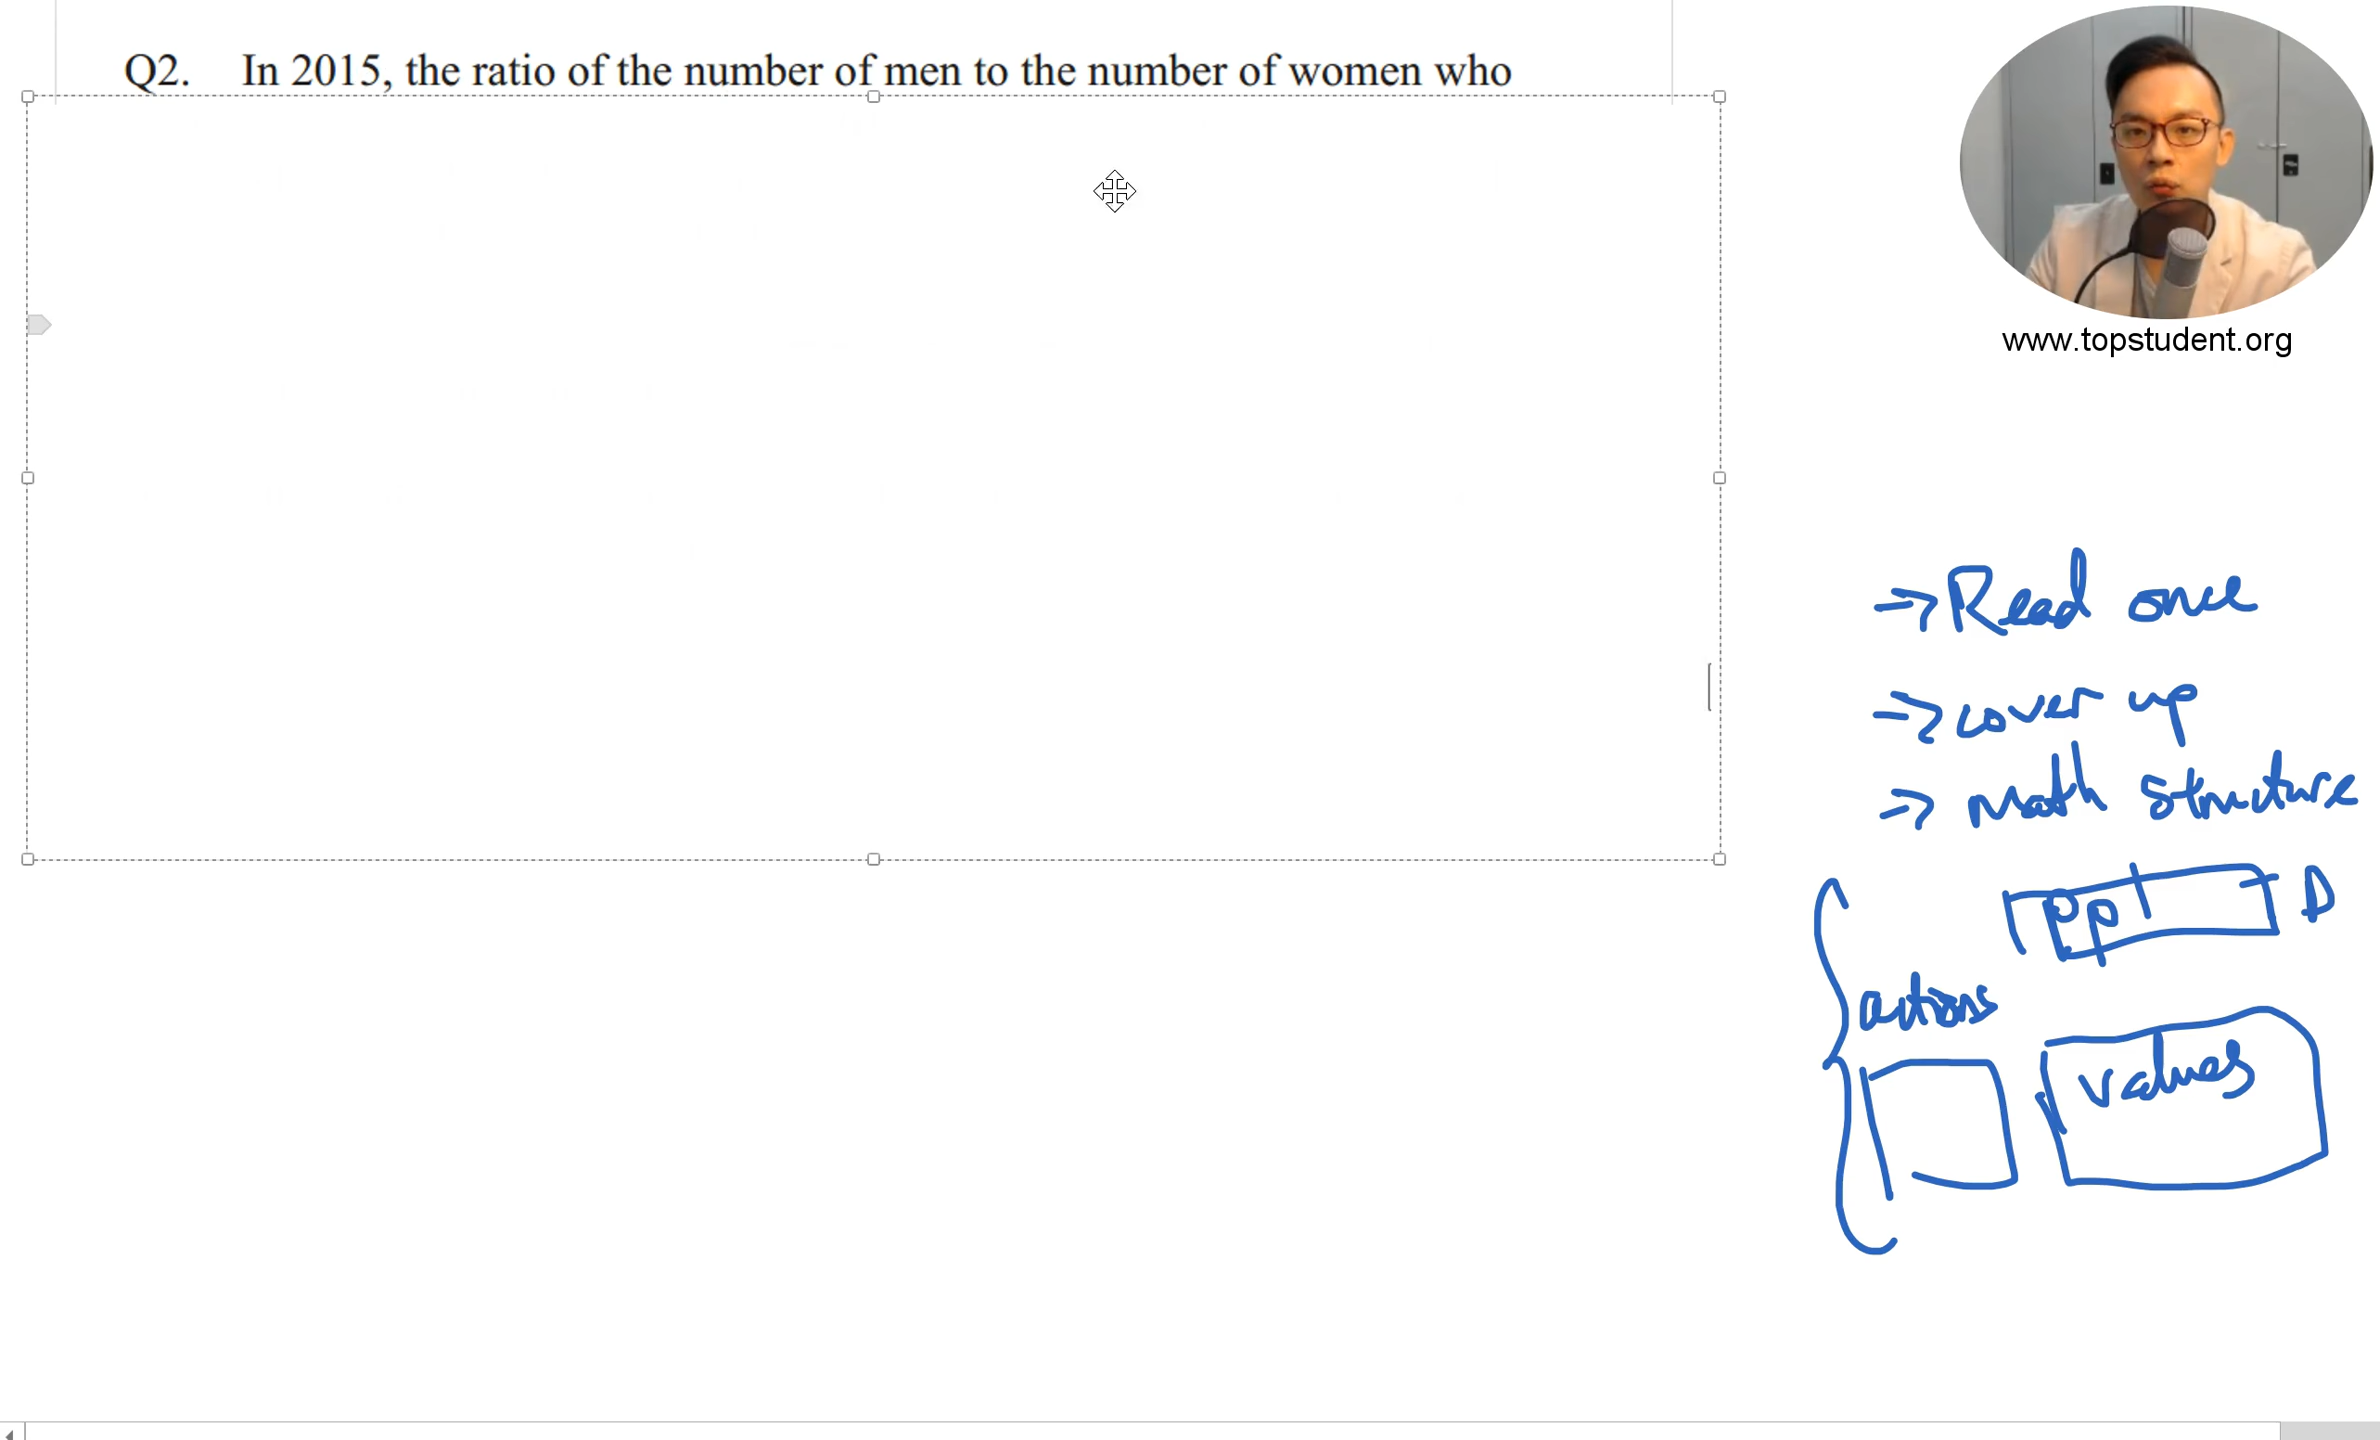 Q2. In 2015, the ratio of the number of men to the number of women who
www.topstudent.org
→ Read once
→ cover up
→ Math structure
PPT D
actions
values